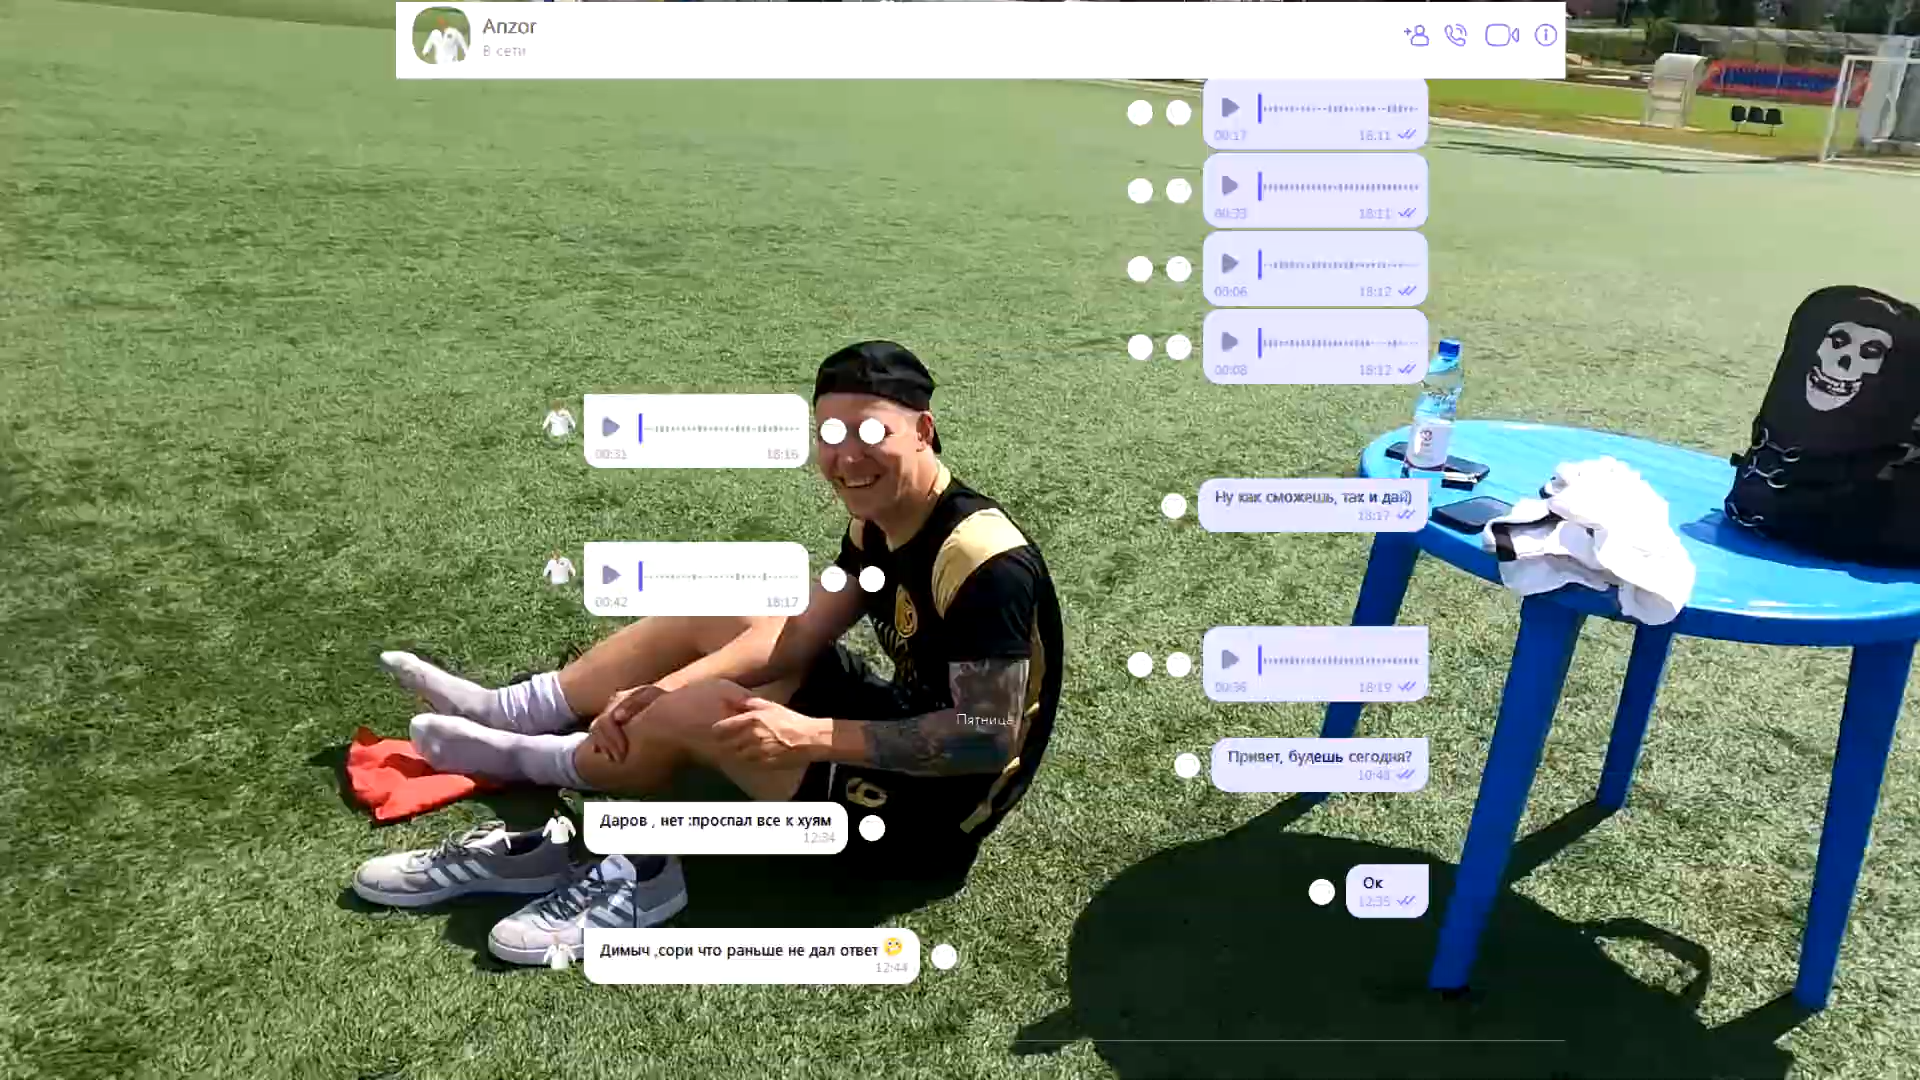 Anzor
В сети
00:17 18:11
00:33 18:11
00:06 18:12
00:08 18:12
00:31 18:16
Ну как сможешь, так и дай)
18:17
00:42 18:17
00:36 18:19
Пятница
Привет, будешь сегодня?
10:48
Даров , нет :проспал все к хуям
12:34
Ок
12:35
Димыч ,сори что раньше не дал ответ
12:44